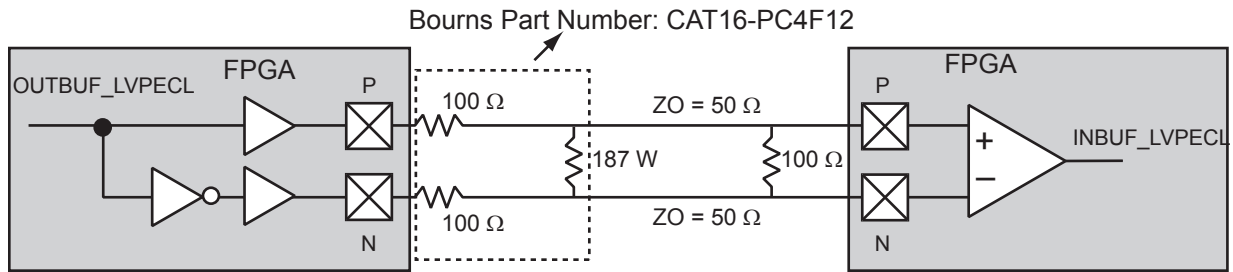 Bourns Part Number: CAT16-PC4F12
OUTBUF_LVPECL
FPGA
P
100 Ω
ZO = 50 Ω
187 W
100 Ω
N
100 Ω
ZO = 50 Ω
FPGA
P
+
−
INBUF_LVPECL
N